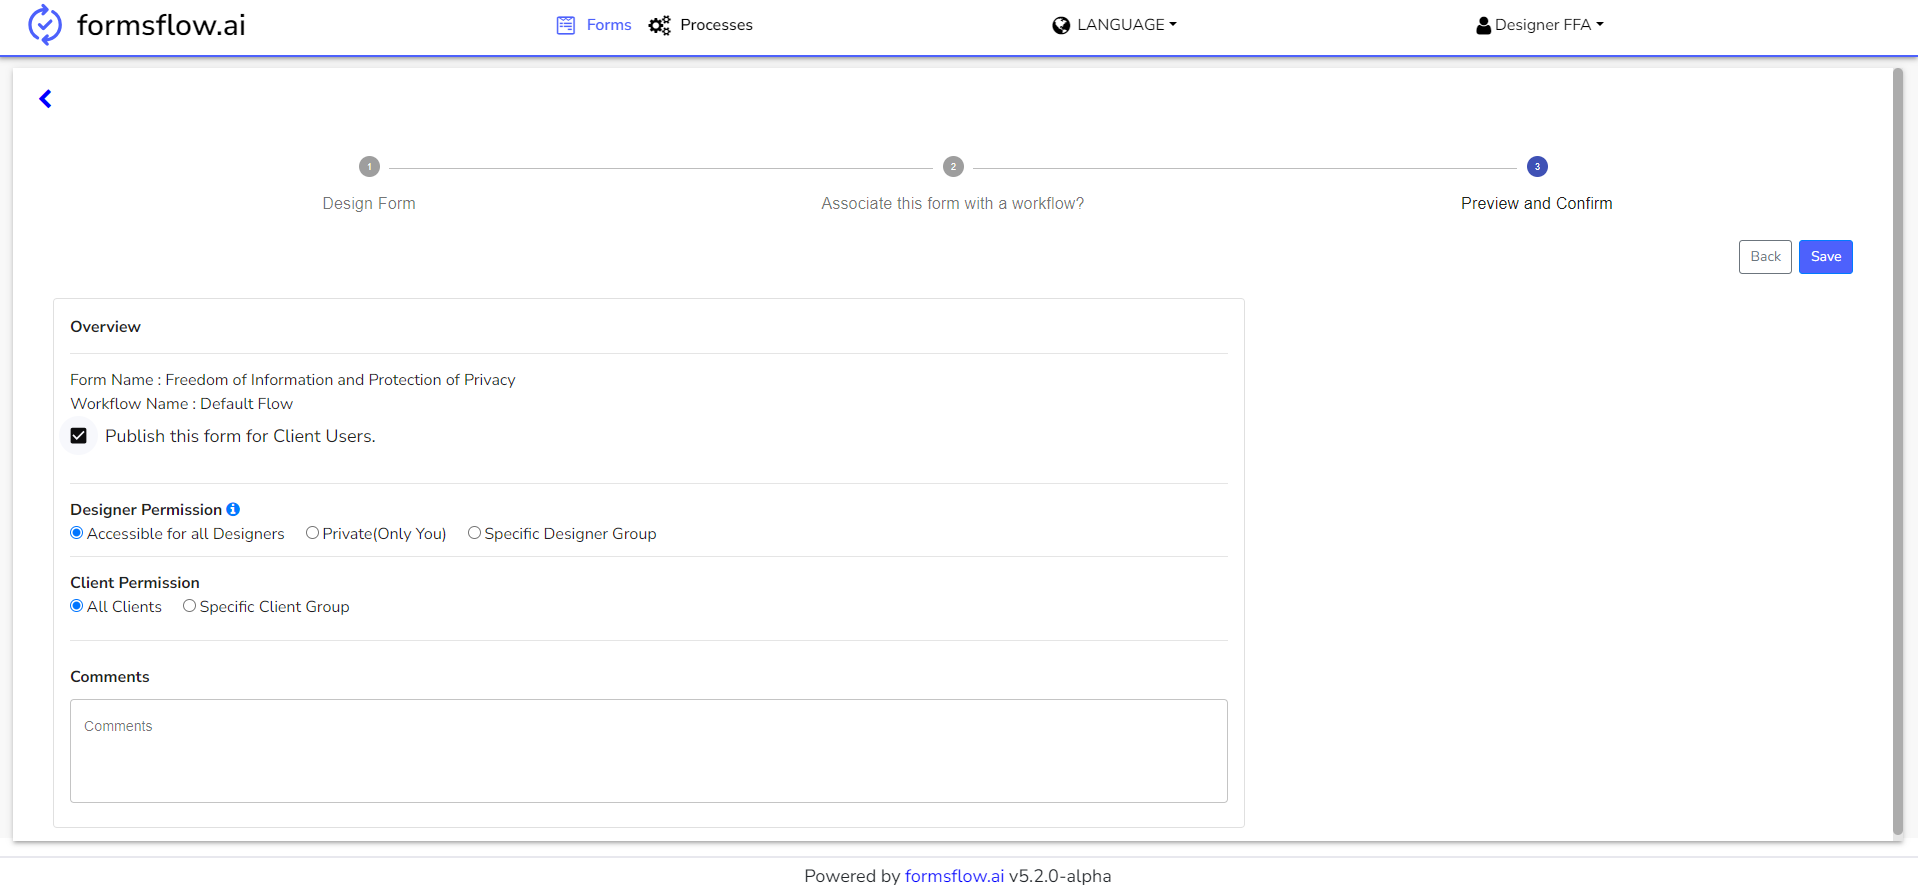 formsflow.ai
Forms
Processes
LANGUAGE
Designer FFA
1
2
3
Design Form
Associate this form with a workflow?
Preview and Confirm
Back
Save
Overview
Form Name : Freedom of Information and Protection of Privacy
Workflow Name : Default Flow
Publish this form for Client Users.
Designer Permission
Accessible for all Designers
Private(Only You)
Specific Designer Group
Client Permission
All Clients
Specific Client Group
Comments
Comments
Powered by formsflow.ai v5.2.0-alpha